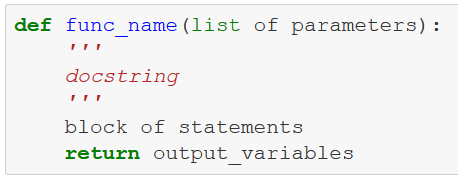 def func_name(list of parameters):
    '''
    docstring
    '''
    block of statements
    return output_variables